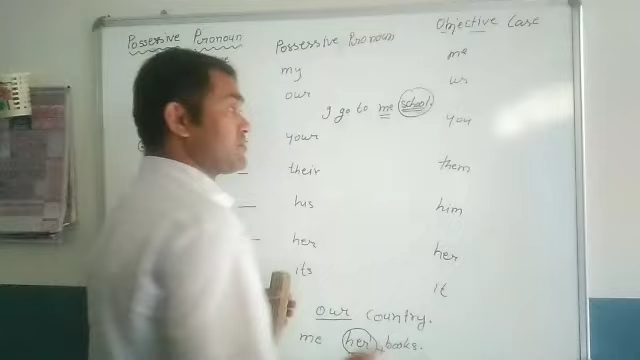 Possessive Pronoun
Possessive Pronoun
Objective Case
my
me
our
us
I go to me school.
your
you
their
them
his
him
her
her
its
it
our country.
me her books.